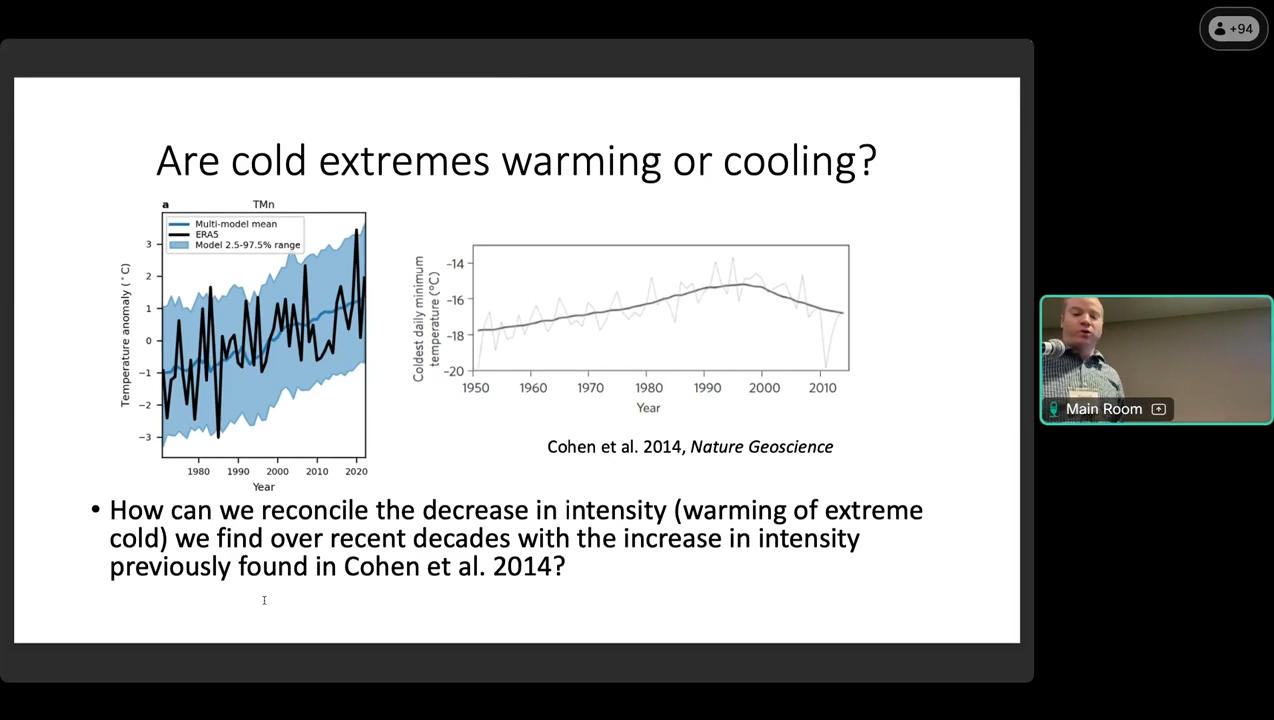 +94
Are cold extremes warming or cooling?
a
TMn
Multi-model mean
ERA5
Model 2.5-97.5% range
Temperature anomaly (°C)
3
2
1
0
−1
−2
−3
1980 1990 2000 2010 2020
Year
Coldest daily minimum
temperature (°C)
-14
-16
-18
-20
1950 1960 1970 1980 1990 2000 2010
Year
Cohen et al. 2014, Nature Geoscience
• How can we reconcile the decrease in intensity (warming of extreme
cold) we find over recent decades with the increase in intensity
previously found in Cohen et al. 2014?
Main Room